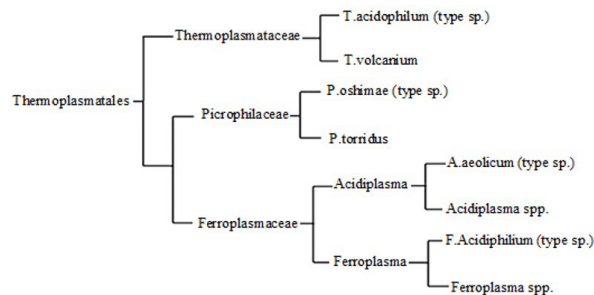 T.acidophilum (type sp.)
Thermoplasmataceae
T.volcanium
Thermoplasmatales
P.oshimae (type sp.)
Picrophilaceae
P.torridus
A.aeolicum (type sp.)
Acidiplasma
Acidiplasma spp.
Ferroplasmaceae
F.Acidiphilium (type sp.)
Ferroplasma
Ferroplasma spp.